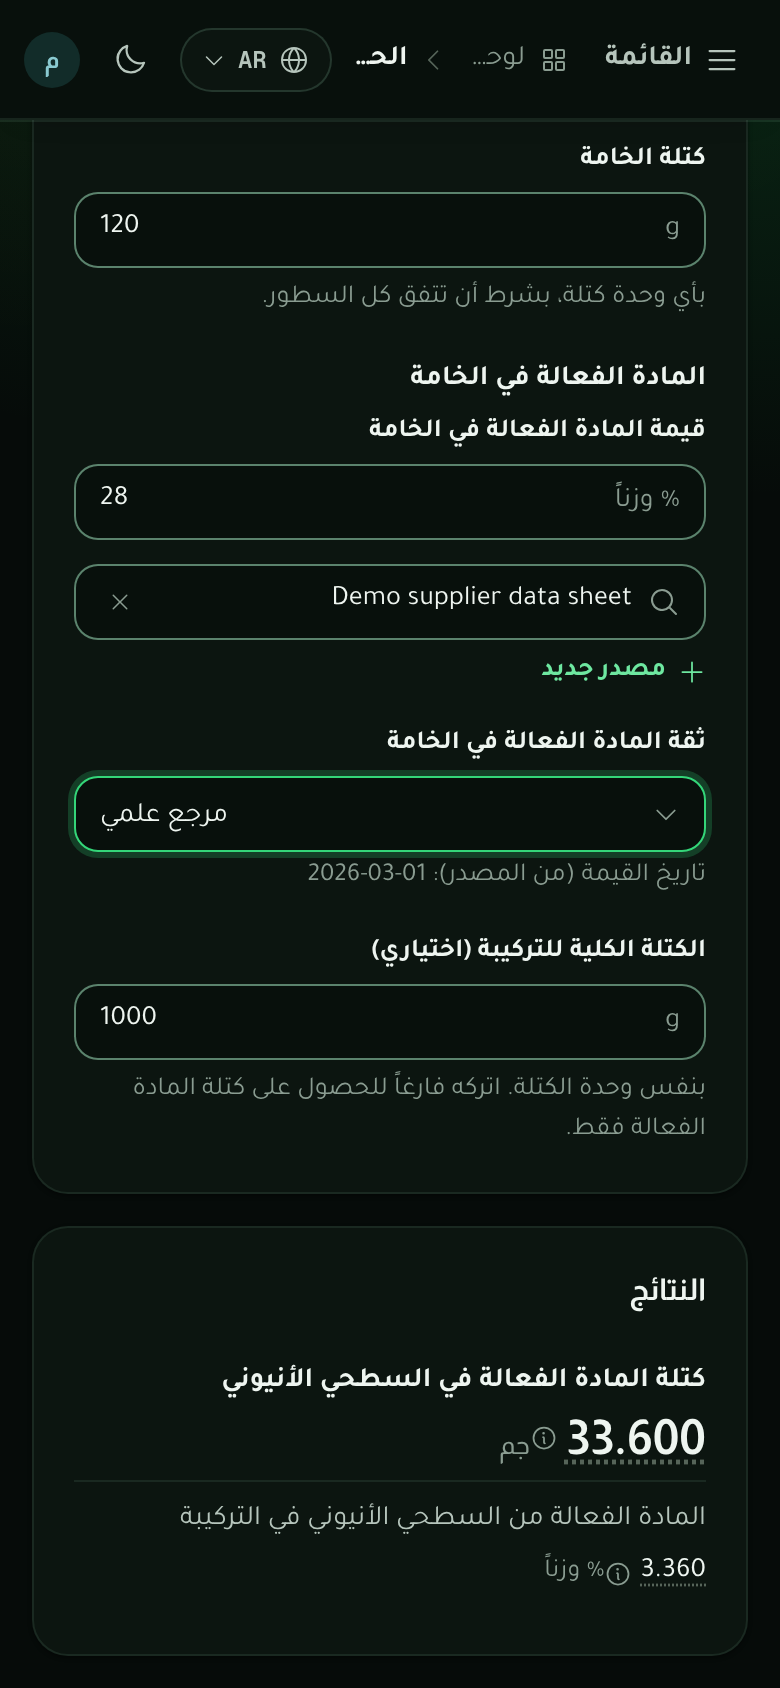 القائمة لوحـ... الحـ... AR م
كتلة الخامة
120 g
بأي وحدة كتلة، بشرط أن تتفق كل السطور.
المادة الفعالة في الخامة
قيمة المادة الفعالة في الخامة
28 % وزناً
Demo supplier data sheet
مصدر جديد
ثقة المادة الفعالة في الخامة
مرجع علمي
تاريخ القيمة (من المصدر): 2026-03-01
الكتلة الكلية للتركيبة (اختياري)
1000 g
بنفس وحدة الكتلة. اتركه فارغاً للحصول على كتلة المادة
الفعالة فقط.
النتائج
كتلة المادة الفعالة في السطحي الأنيوني
33.600 جم
المادة الفعالة من السطحي الأنيوني في التركيبة
3.360 % وزناً